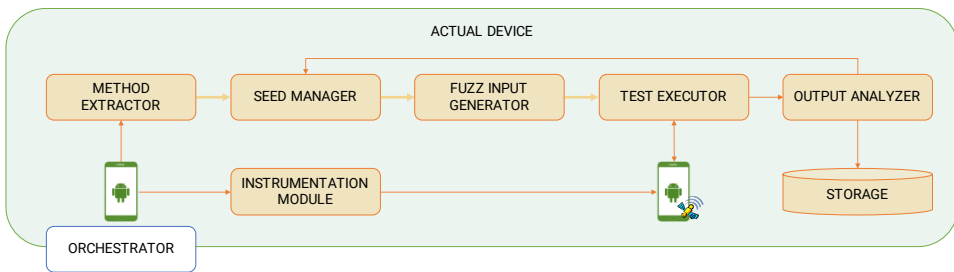 ACTUAL DEVICE
METHOD
EXTRACTOR
SEED MANAGER
FUZZ INPUT
GENERATOR
TEST EXECUTOR
OUTPUT ANALYZER
INSTRUMENTATION
MODULE
STORAGE
ORCHESTRATOR